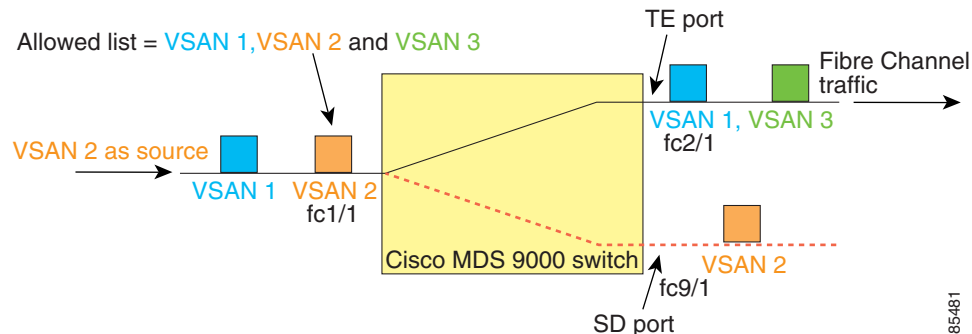 TE port
Allowed list = VSAN 1,VSAN 2 and VSAN 3
Fibre Channel
traffic
VSAN 2 as source
VSAN 1
VSAN 2
fc1/1
VSAN 1, VSAN 3
fc2/1
Cisco MDS 9000 switch
VSAN 2
fc9/1
SD port
85481